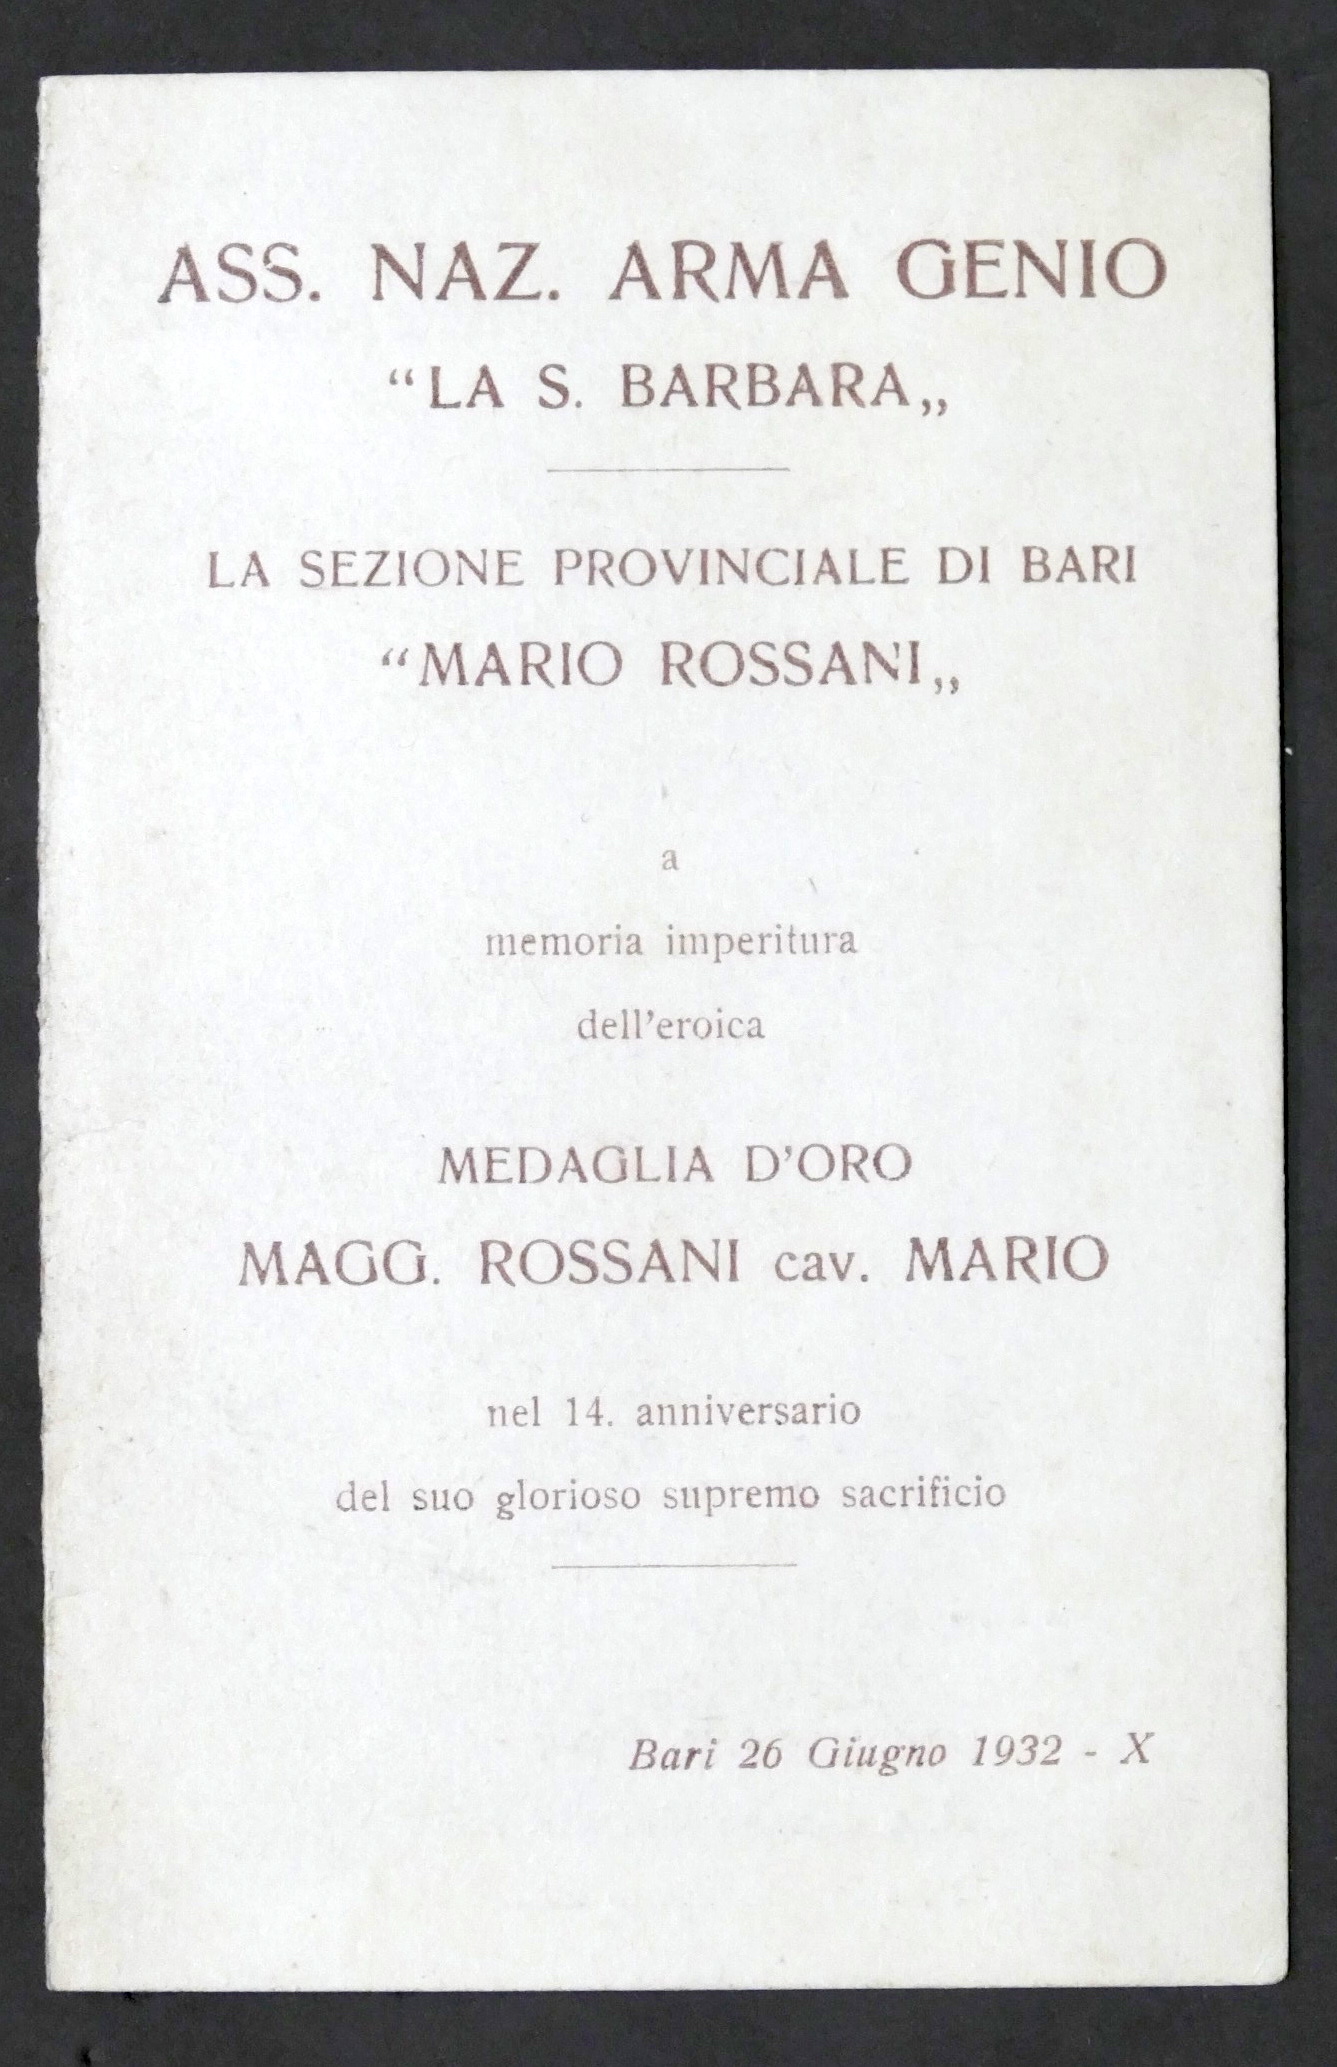 ASS. NAZ. ARMA GENIO
“LA S. BARBARA„
LA SEZIONE PROVINCIALE DI BARI
“MARIO ROSSANI„
a
memoria imperitura
dell’eroica
MEDAGLIA D’ORO
MAGG. ROSSANI cav. MARIO
nel 14. anniversario
del suo glorioso supremo sacrificio
Bari 26 Giugno 1932 - X